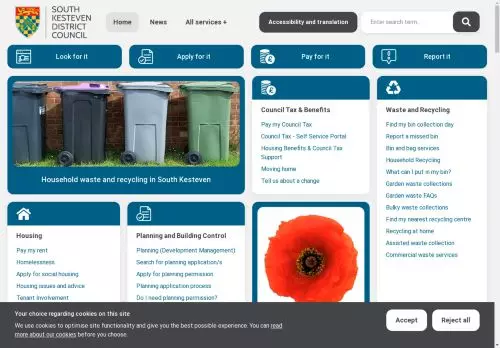 SOUTH
KESTEVEN
DISTRICT
COUNCIL
Home
News
All services +
Accessibility and translation
Enter search term..
Look for it
Apply for it
Pay for it
Report it
Household waste and recycling in South Kesteven
Council Tax & Benefits
Pay my Council Tax
Council Tax - Self Service Portal
Housing Benefits & Council Tax
Support
Moving home
Tell us about a change
Waste and Recycling
Find my bin collection day
Report a missed bin
Bin and bag services
Household Recycling
What can I put in my bin?
Garden waste collections
Garden waste FAQs
Bulky waste collections
Find my nearest recycling centre
Recycling at home
Assisted waste collection
Commercial waste services
Housing
Pay my rent
Homelessness
Apply for social housing
Housing issues and advice
Tenant Involvement
Planning and Building Control
Planning (Development Management)
Search for planning application/s
Apply for planning permission
Planning application process
Do I need planning permission?
Your choice regarding cookies on this site
We use cookies to optimise site functionality and give you the best possible experience. You can read
more about our cookies before you choose.
Accept
Reject all